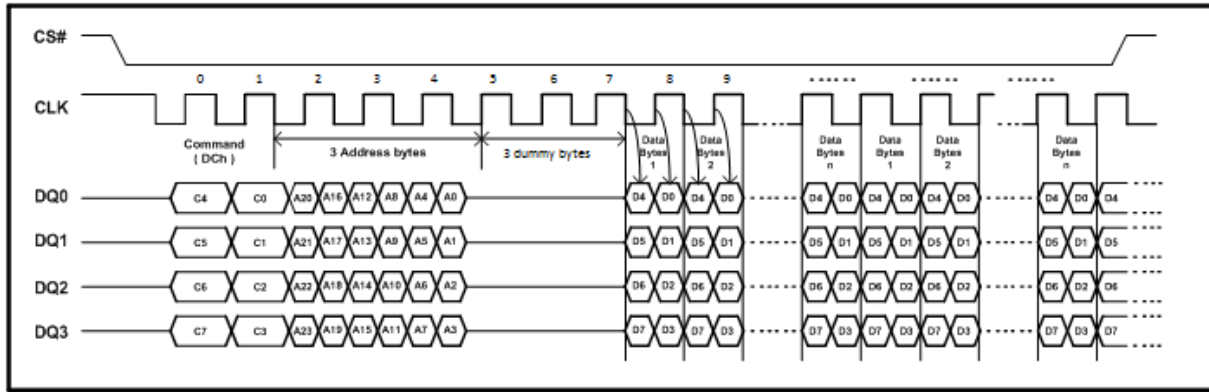 CS#
0 1 2 3 4 5 6 7 8 9 ------ ------ ------
CLK
Command
( DCh )
3 Address bytes
3 dummy bytes
Data
Bytes
1
Data
Bytes
2
Data
Bytes
n
Data
Bytes
1
Data
Bytes
2
Data
Bytes
n
DQ0 C4 C0 A20 A16 A12 A8 A4 A0 D4 D0 D4 D0 D4 D0 D4 D0 D4 D0 D4 D0 D4
DQ1 C5 C1 A21 A17 A13 A9 A5 A1 D5 D1 D5 D1 D5 D1 D5 D1 D5 D1 D5 D1 D5
DQ2 C6 C2 A22 A18 A14 A10 A6 A2 D6 D2 D6 D2 D6 D2 D6 D2 D6 D2 D6 D2 D6
DQ3 C7 C3 A23 A19 A15 A11 A7 A3 D7 D3 D7 D3 D7 D3 D7 D3 D7 D3 D7 D3 D7